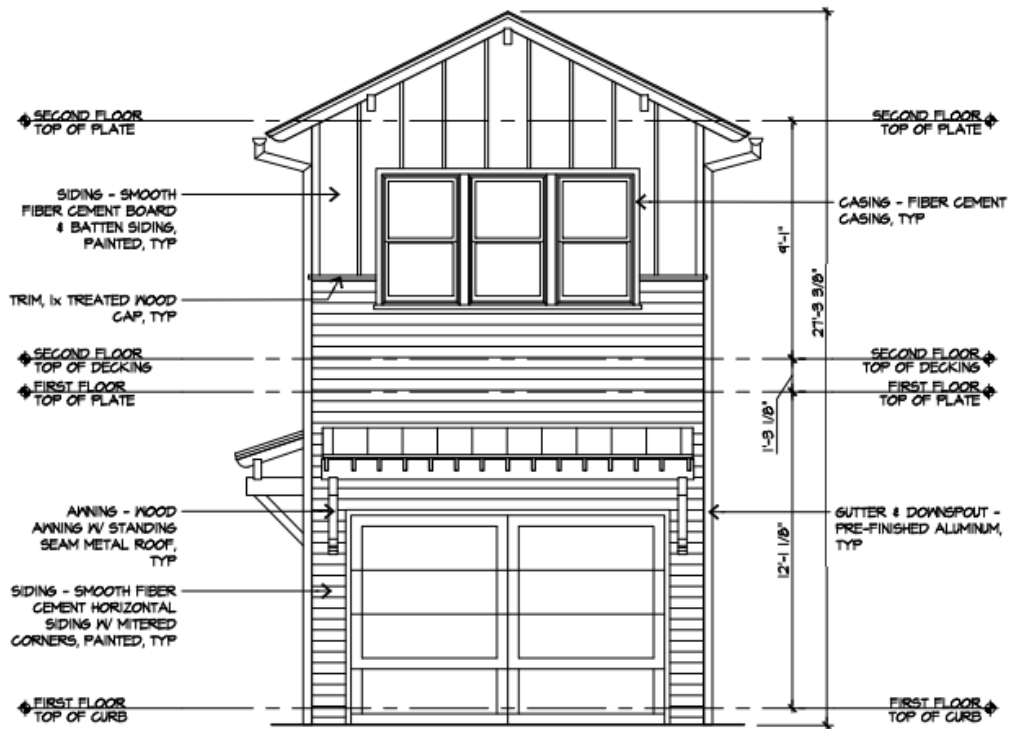 SECOND FLOOR
TOP OF PLATE
SECOND FLOOR
TOP OF PLATE
SIDING - SMOOTH
FIBER CEMENT BOARD
& BATTEN SIDING,
PAINTED, TYP
CASING - FIBER CEMENT
CASING, TYP
9'-1"
27'-3 3/8"
TRIM, 1x TREATED WOOD
CAP, TYP
SECOND FLOOR
TOP OF DECKING
SECOND FLOOR
TOP OF DECKING
FIRST FLOOR
TOP OF PLATE
FIRST FLOOR
TOP OF PLATE
1'-3 1/8"
AWNING - WOOD
AWNING W/ STANDING
SEAM METAL ROOF,
TYP
GUTTER & DOWNSPOUT -
PRE-FINISHED ALUMINUM,
TYP
12'-1 1/8"
SIDING - SMOOTH FIBER
CEMENT HORIZONTAL
SIDING W/ MITERED
CORNERS, PAINTED, TYP
FIRST FLOOR
TOP OF CURB
FIRST FLOOR
TOP OF CURB